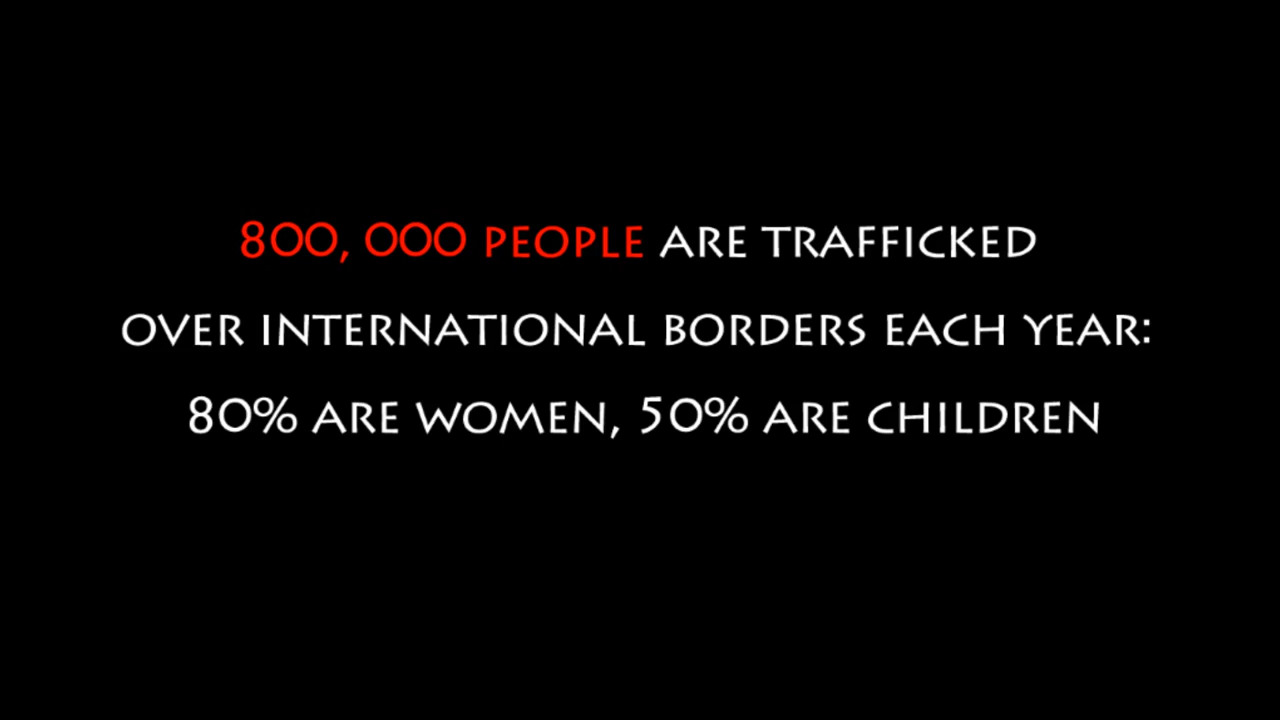 800, 000 PEOPLE ARE TRAFFICKED
OVER INTERNATIONAL BORDERS EACH YEAR:
80% ARE WOMEN, 50% ARE CHILDREN